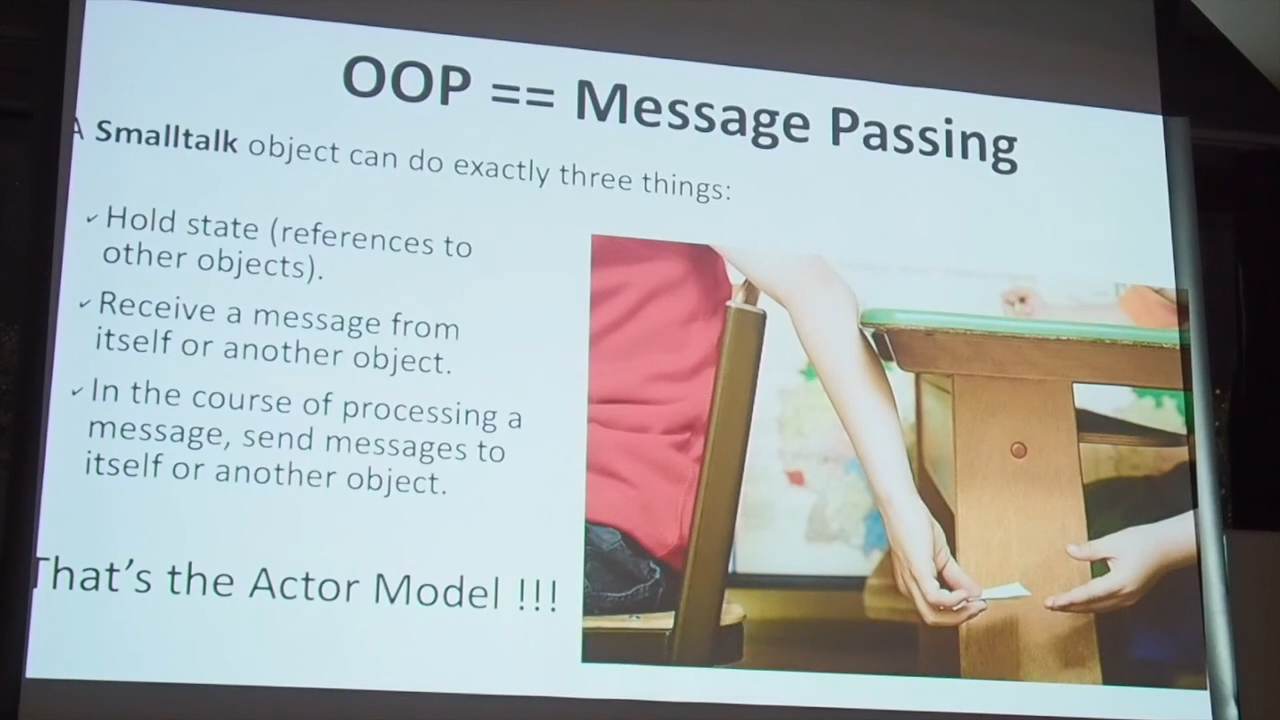 OOP == Message Passing
A Smalltalk object can do exactly three things:
✓ Hold state (references to
other objects).
✓ Receive a message from
itself or another object.
✓ In the course of processing a
message, send messages to
itself or another object.
That's the Actor Model !!!